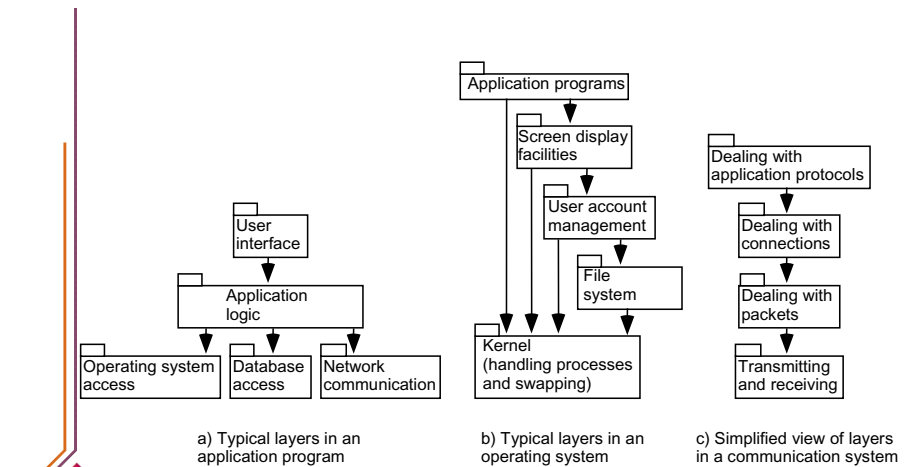 User
interface
Application
logic
Operating system
access
Database
access
Network
communication
a) Typical layers in an
application program
Application programs
Screen display
facilities
User account
management
File
system
Kernel
(handling processes
and swapping)
b) Typical layers in an
operating system
Dealing with
application protocols
Dealing with
connections
Dealing with
packets
Transmitting
and receiving
c) Simplified view of layers
in a communication system